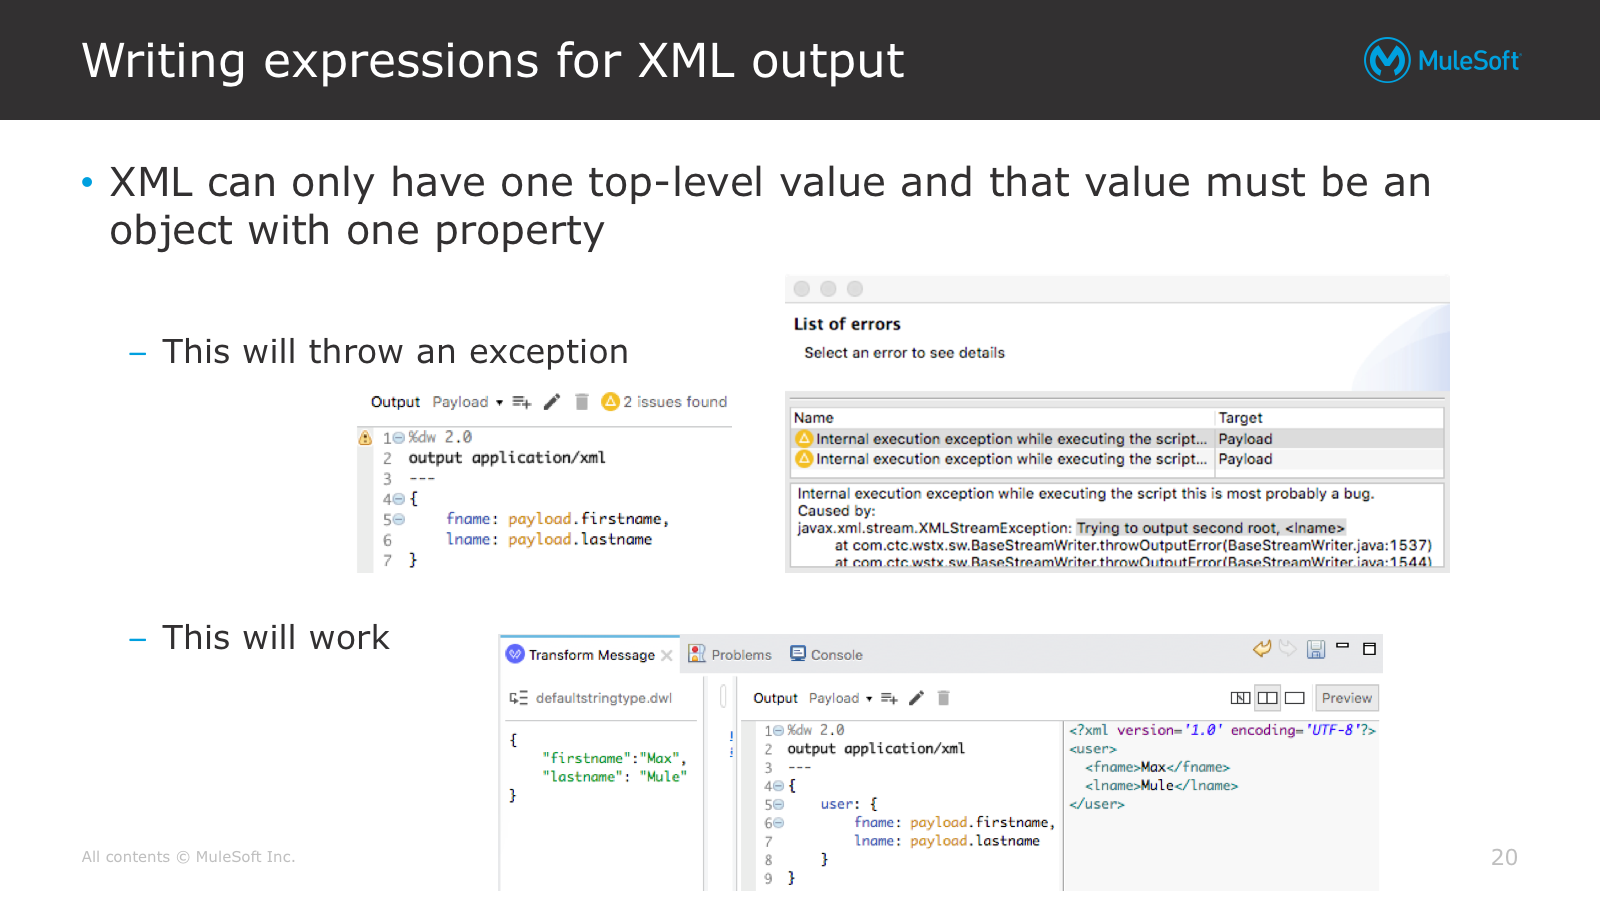 Writing expressions for XML output
MuleSoft
• XML can only have one top-level value and that value must be an
object with one property
– This will throw an exception
Output Payload 2 issues found
1 %dw 2.0
2 output application/xml
3 ---
4 {
5 fname: payload.firstname,
6 lname: payload.lastname
7 }
List of errors
Select an error to see details
Name Target
Internal execution exception while executing the script... Payload
Internal execution exception while executing the script... Payload
Internal execution exception while executing the script this is most probably a bug.
Caused by:
javax.xml.stream.XMLStreamException: Trying to output second root, <lname>
at com.ctc.wstx.sw.BaseStreamWriter.throwOutputError(BaseStreamWriter.java:1537)
at com.ctc.wstx.sw.BaseStreamWriter.throwOutputError(BaseStreamWriter.java:1544)
– This will work
Transform Message Problems Console
defaultstringtype.dwl
{
"firstname":"Max",
"lastname": "Mule"
}
Output Payload Preview
1 %dw 2.0
2 output application/xml
3 ---
4 {
5 user: {
6 fname: payload.firstname,
7 lname: payload.lastname
8 }
9 }
<?xml version='1.0' encoding='UTF-8'?>
<user>
<fname>Max</fname>
<lname>Mule</lname>
</user>
All contents © MuleSoft Inc.
20